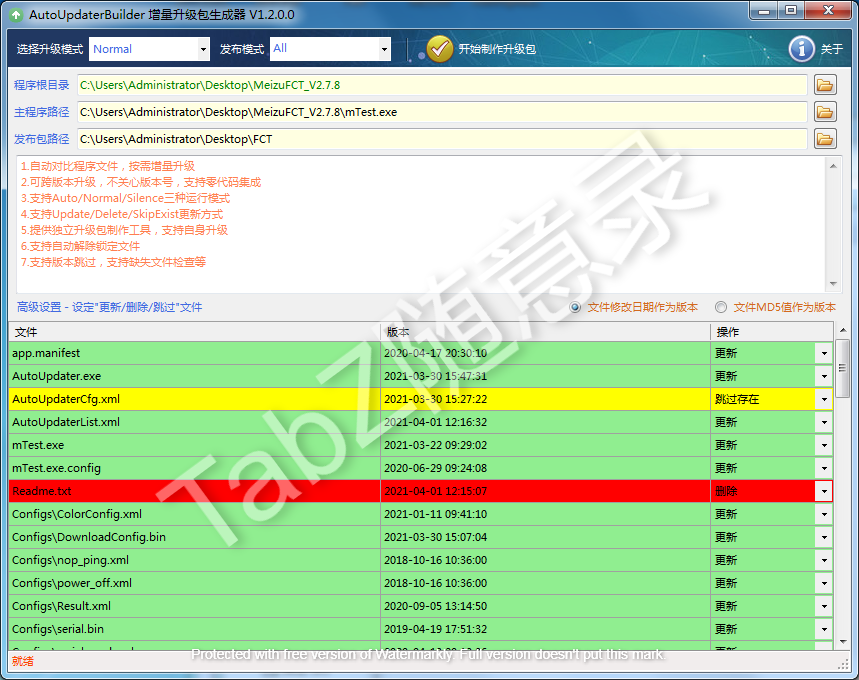 AutoUpdaterBuilder 增量升级包生成器 V1.2.0.0
选择升级模式 Normal 发布模式 All 开始制作升级包 关于
程序根目录 C:\Users\Administrator\Desktop\MeizuFCT_V2.7.8
主程序路径 C:\Users\Administrator\Desktop\MeizuFCT_V2.7.8\mTest.exe
发布包路径 C:\Users\Administrator\Desktop\FCT
1.自动对比程序文件，按需增量升级
2.可跨版本升级，不关心版本号，支持零代码集成
3.支持Auto/Normal/Silence三种运行模式
4.支持Update/Delete/SkipExist更新方式
5.提供独立升级包制作工具，支持自身升级
6.支持自动解除锁定文件
7.支持版本跳过，支持缺失文件检查等
高级设置 - 设定"更新/删除/跳过"文件 文件修改日期作为版本 文件MD5值作为版本
文件 版本 操作
app.manifest 2020-04-17 20:30:10 更新
AutoUpdater.exe 2021-03-30 15:47:31 更新
AutoUpdaterCfg.xml 2021-03-30 15:27:22 跳过存在
AutoUpdaterList.xml 2021-04-01 12:16:32 更新
mTest.exe 2021-03-22 09:29:02 更新
mTest.exe.config 2020-06-29 09:24:08 更新
Readme.txt 2021-04-01 12:15:07 删除
Configs\ColorConfig.xml 2021-01-11 09:41:10 更新
Configs\DownloadConfig.bin 2021-03-30 15:07:04 更新
Configs\nop_ping.xml 2018-10-16 10:36:00 更新
Configs\power_off.xml 2018-10-16 10:36:00 更新
Configs\Result.xml 2020-09-05 13:14:50 更新
Configs\serial.bin 2019-04-19 17:51:32 更新
就绪
TabZ随意录
Protected with free version of Watermarkly. Full version doesn't put this mark.